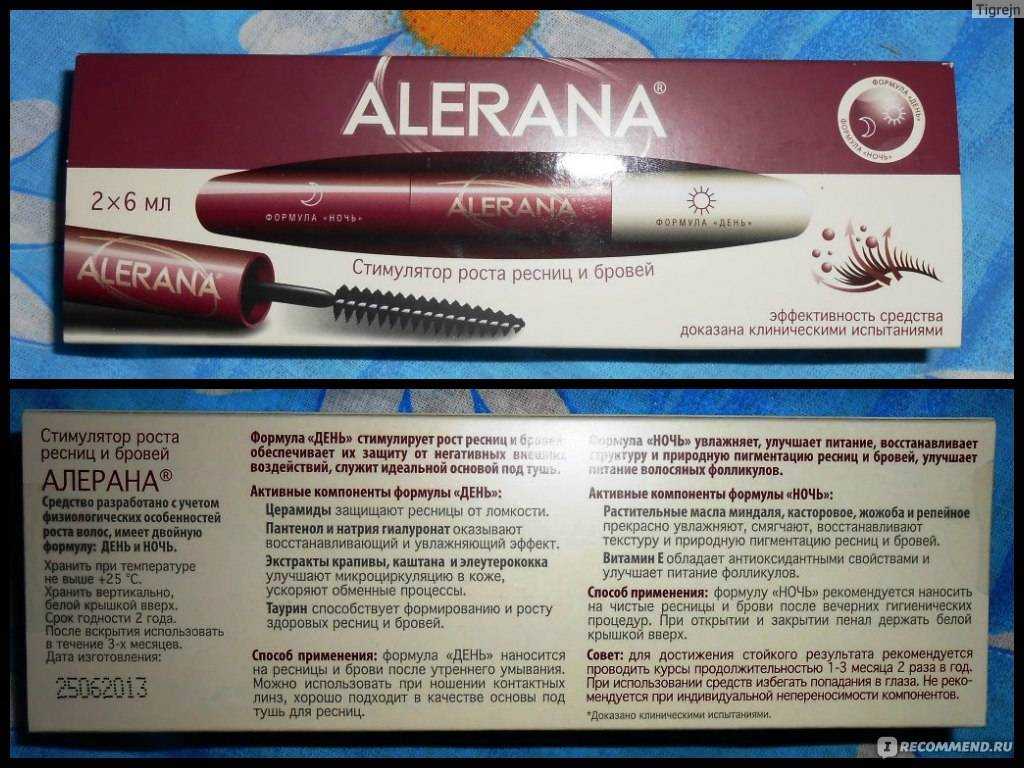 Tigrejn
ALERANA®
ФОРМУЛА «ДЕНЬ»
ФОРМУЛА «НОЧЬ»
2×6 мл
ФОРМУЛА «НОЧЬ»
ALERANA
ФОРМУЛА «ДЕНЬ»
Стимулятор роста ресниц и бровей
ALERANA
эффективность средства
доказана клиническими испытаниями
Стимулятор роста
ресниц и бровей
АЛЕРАНА®
Средство разработано с учетом
физиологических особенностей
роста волос, имеет двойную
формулу: ДЕНЬ и НОЧЬ.
Хранить при температуре
не выше +25 °С.
Хранить вертикально,
белой крышкой вверх.
Срок годности 2 года.
После вскрытия использовать
в течение 3-х месяцев.
Дата изготовления:
25062013
Формула «ДЕНЬ» стимулирует рост ресниц и бровей,
обеспечивает их защиту от негативных внешних
воздействий, служит идеальной основой под тушь.
Активные компоненты формулы «ДЕНЬ»:
Церамиды защищают ресницы от ломкости.
Пантенол и натрия гиалуронат оказывают
восстанавливающий и увлажняющий эффект.
Экстракты крапивы, каштана и элеутерококка
улучшают микроциркуляцию в коже,
ускоряют обменные процессы.
Таурин способствует формированию и росту
здоровых ресниц и бровей.
Способ применения: формула «ДЕНЬ» наносится
на ресницы и брови после утреннего умывания.
Можно использовать при ношении контактных
линз, хорошо подходит в качестве основы под
тушь для ресниц.
Формула «НОЧЬ» увлажняет, улучшает питание, восстанавливает
структуру и природную пигментацию ресниц и бровей, улучшает
питание волосяных фолликулов.
Активные компоненты формулы «НОЧЬ»:
Растительные масла миндаля, касторовое, жожоба и репейное
прекрасно увлажняют, смягчают, восстанавливают
текстуру и природную пигментацию ресниц и бровей.
Витамин Е обладает антиоксидантными свойствами и
улучшает питание фолликулов.
Способ применения: формулу «НОЧЬ» рекомендуется наносить
на чистые ресницы и брови после вечерних гигиенических
процедур. При открытии и закрытии пенал держать белой
крышкой вверх.
Совет: для достижения стойкого результата рекомендуется
проводить курсы продолжительностью 1-3 месяца 2 раза в год.
При использовании средств избегать попадания в глаза. Не реко-
мендуется при индивидуальной непереносимости компонентов.
*Доказано клиническими испытаниями.
I RECOMMEND.RU